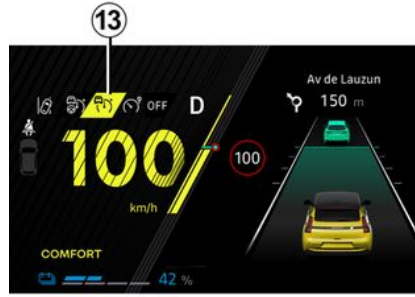 13
Av de Lauzun
150 m
OFF D
100
100
km/h
COMFORT
42 %